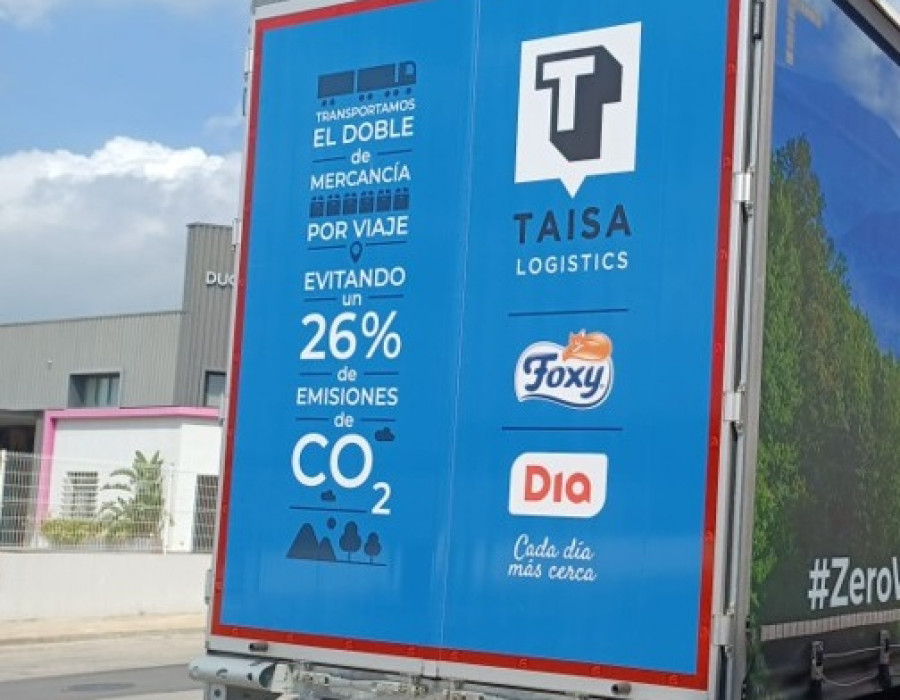 TRANSPORTAMOS
EL DOBLE
de
MERCANCÍA
POR VIAJE
EVITANDO
un
26%
de
EMISIONES
de
CO2
T
TAISA
LOGISTICS
Foxy
Dia
Cada día
más cerca